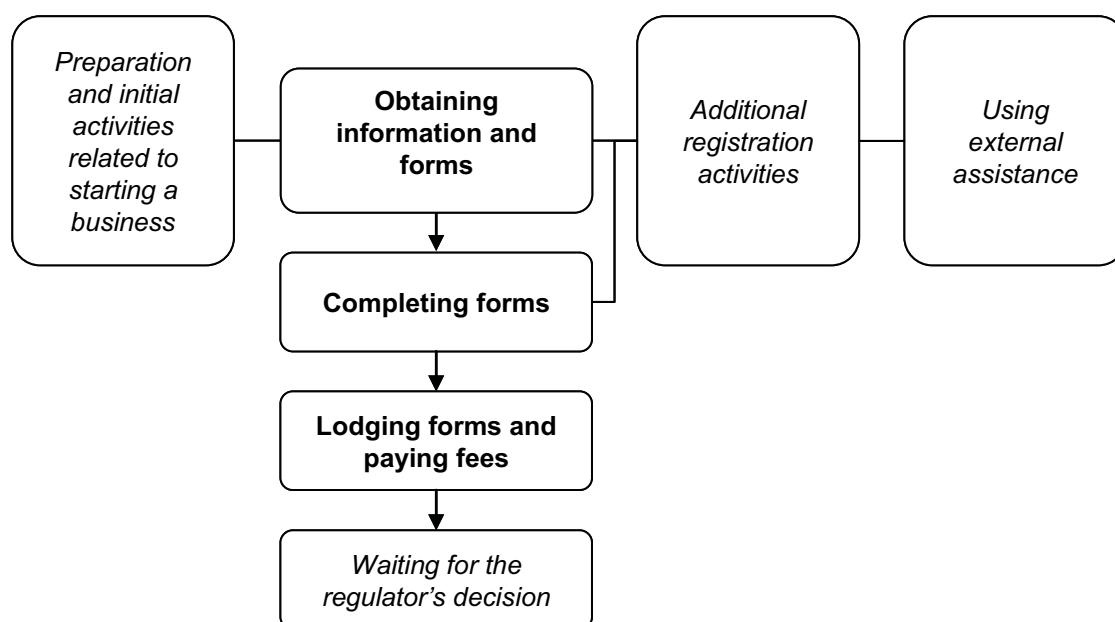 Preparation
and initial
activities
related to
starting a
business
Obtaining
information and
forms
Additional
registration
activities
Using
external
assistance
Completing forms
Lodging forms and
paying fees
Waiting for the
regulator’s decision